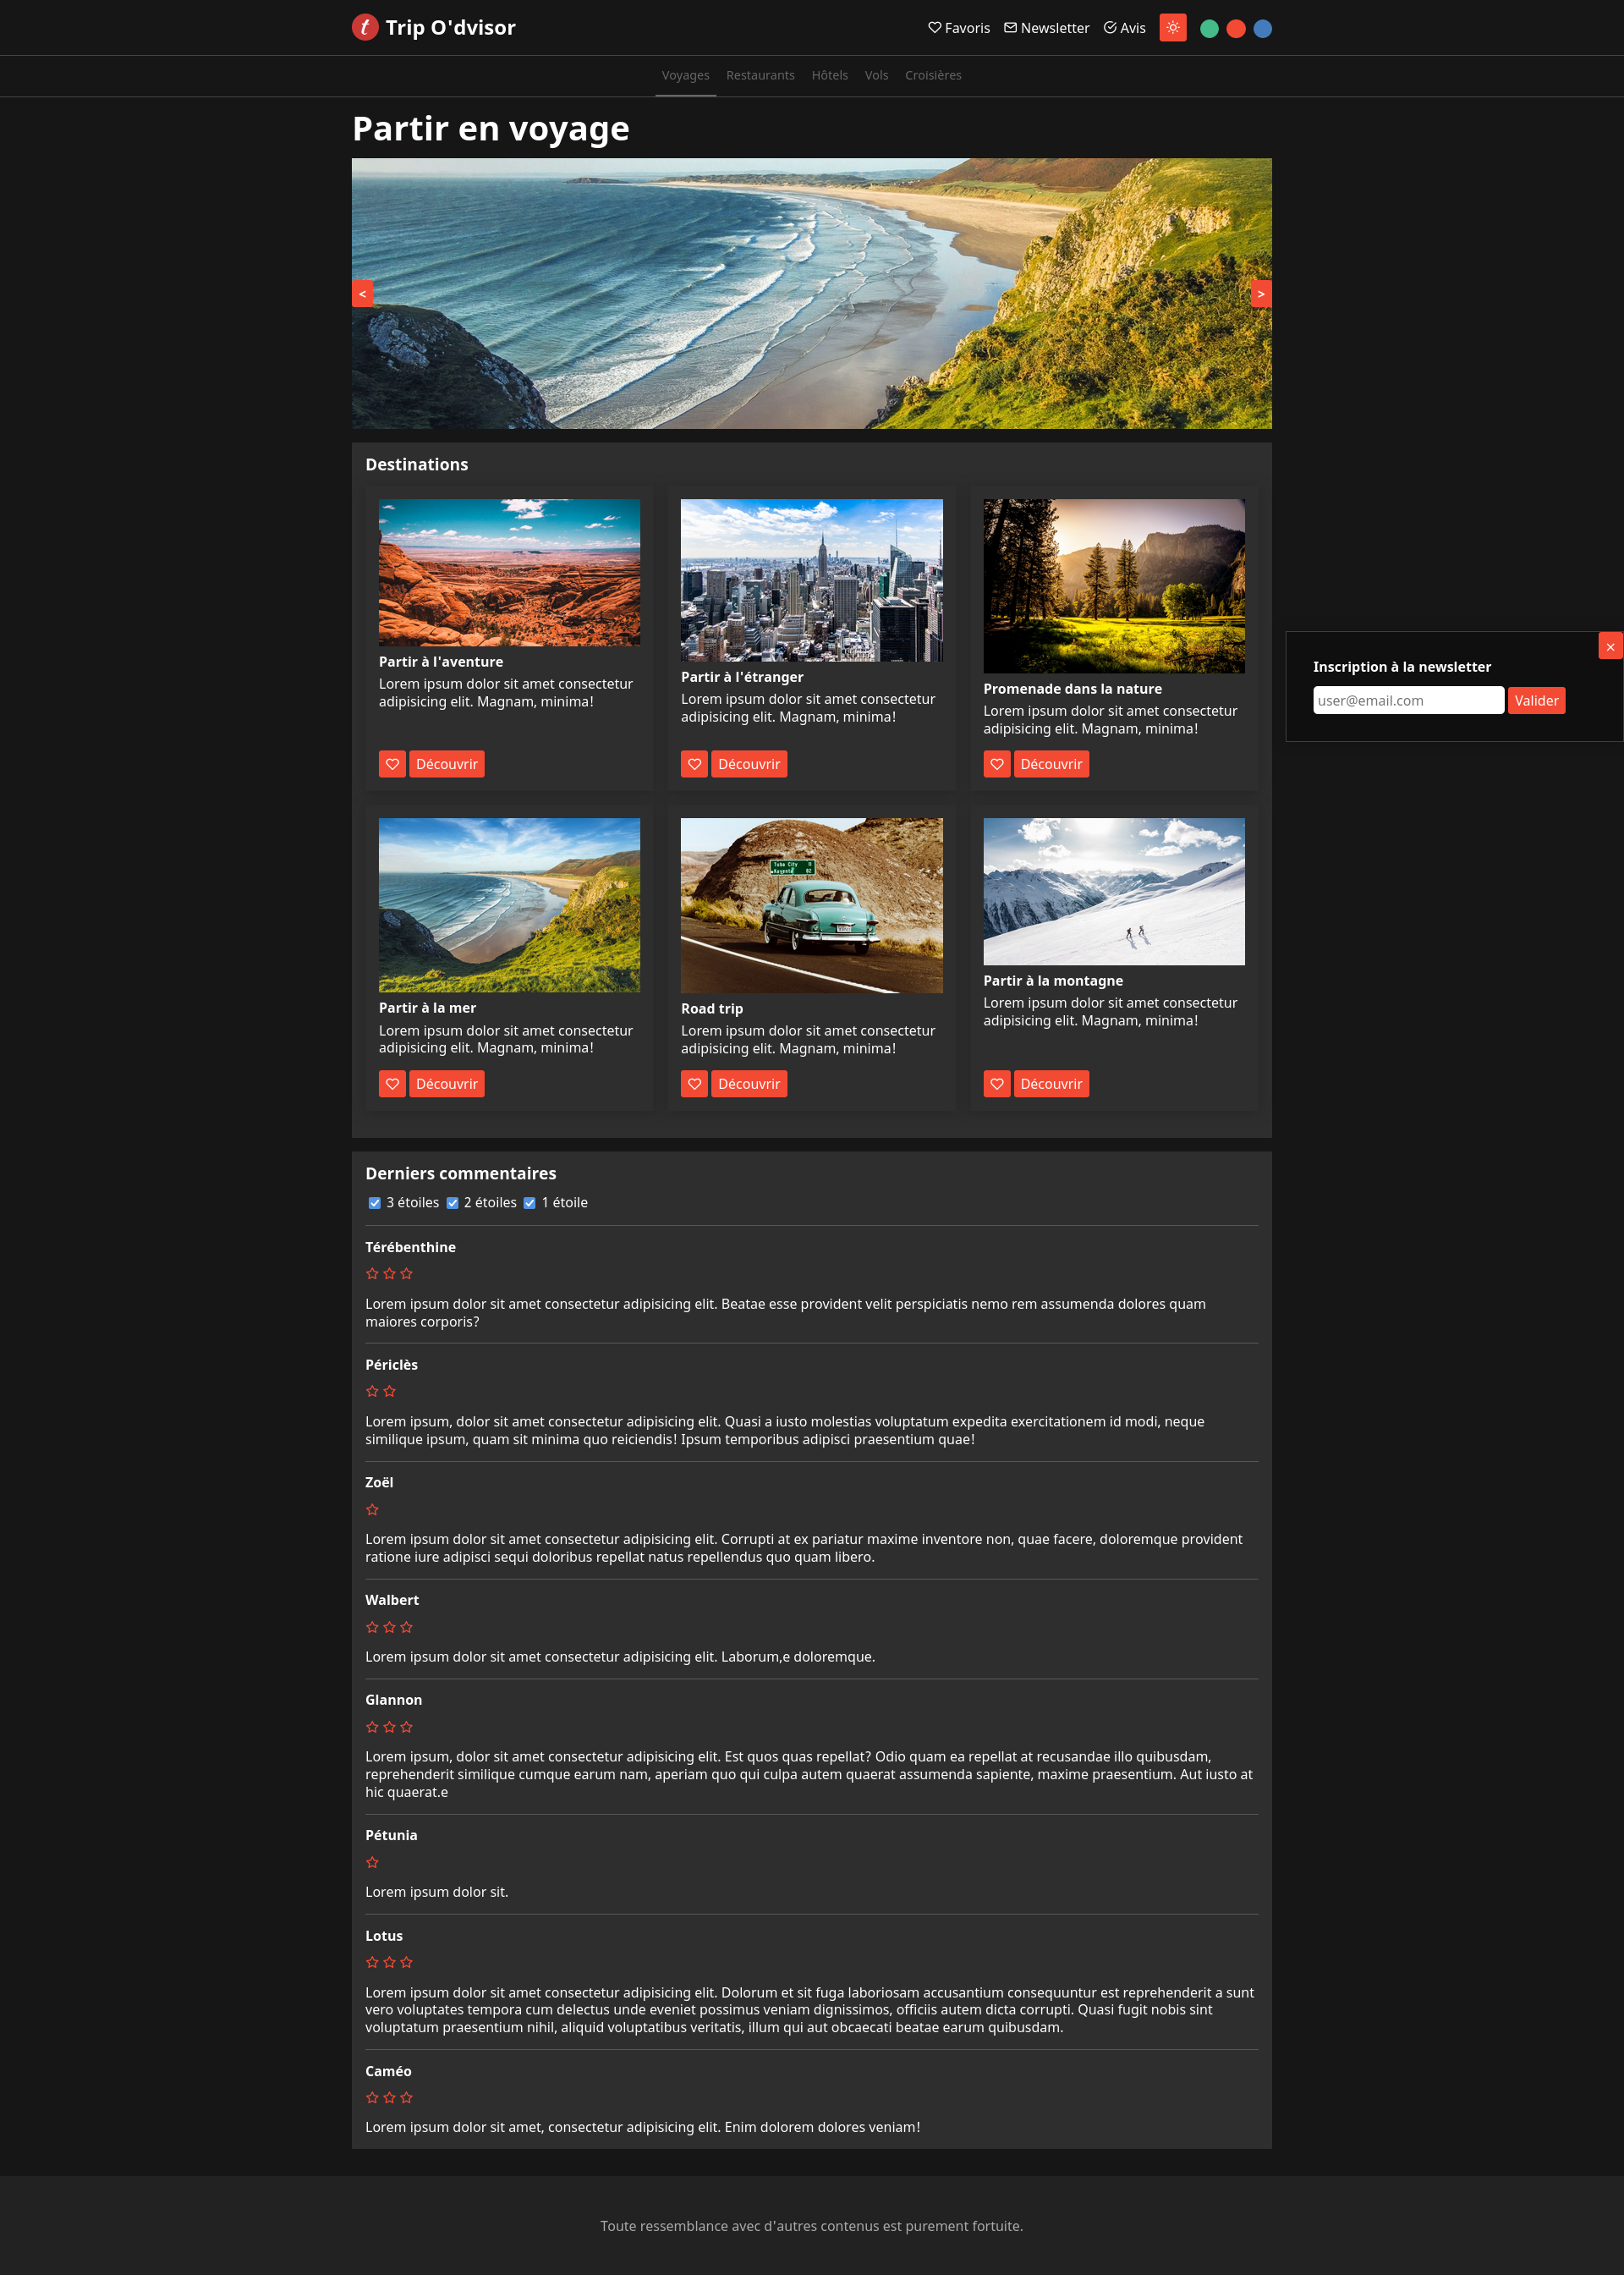 t Trip O'dvisor
Favoris Newsletter Avis
Voyages Restaurants Hôtels Vols Croisières
Partir en voyage
< >
Destinations
Partir à l'aventure
Lorem ipsum dolor sit amet consectetur
adipisicing elit. Magnam, minima!
Découvrir
Partir à l'étranger
Lorem ipsum dolor sit amet consectetur
adipisicing elit. Magnam, minima!
Découvrir
Promenade dans la nature
Lorem ipsum dolor sit amet consectetur
adipisicing elit. Magnam, minima!
Découvrir
×
Inscription à la newsletter
user@email.com Valider
Partir à la mer
Lorem ipsum dolor sit amet consectetur
adipisicing elit. Magnam, minima!
Découvrir
Tuba City
Kayenta 82
Road trip
Lorem ipsum dolor sit amet consectetur
adipisicing elit. Magnam, minima!
Découvrir
Partir à la montagne
Lorem ipsum dolor sit amet consectetur
adipisicing elit. Magnam, minima!
Découvrir
Derniers commentaires
3 étoiles 2 étoiles 1 étoile
Térébenthine
Lorem ipsum dolor sit amet consectetur adipisicing elit. Beatae esse provident velit perspiciatis nemo rem assumenda dolores quam
maiores corporis?
Périclès
Lorem ipsum, dolor sit amet consectetur adipisicing elit. Quasi a iusto molestias voluptatum expedita exercitationem id modi, neque
similique ipsum, quam sit minima quo reiciendis! Ipsum temporibus adipisci praesentium quae!
Zoël
Lorem ipsum dolor sit amet consectetur adipisicing elit. Corrupti at ex pariatur maxime inventore non, quae facere, doloremque provident
ratione iure adipisci sequi doloribus repellat natus repellendus quo quam libero.
Walbert
Lorem ipsum dolor sit amet consectetur adipisicing elit. Laborum,e doloremque.
Glannon
Lorem ipsum, dolor sit amet consectetur adipisicing elit. Est quos quas repellat? Odio quam ea repellat at recusandae illo quibusdam,
reprehenderit similique cumque earum nam, aperiam quo qui culpa autem quaerat assumenda sapiente, maxime praesentium. Aut iusto at
hic quaerat.e
Pétunia
Lorem ipsum dolor sit.
Lotus
Lorem ipsum dolor sit amet consectetur adipisicing elit. Dolorum et sit fuga laboriosam accusantium consequuntur est reprehenderit a sunt
vero voluptates tempora cum delectus unde eveniet possimus veniam dignissimos, officiis autem dicta corrupti. Quasi fugit nobis sint
voluptatum praesentium nihil, aliquid voluptatibus veritatis, illum qui aut obcaecati beatae earum quibusdam.
Caméo
Lorem ipsum dolor sit amet, consectetur adipisicing elit. Enim dolorem dolores veniam!
Toute ressemblance avec d'autres contenus est purement fortuite.